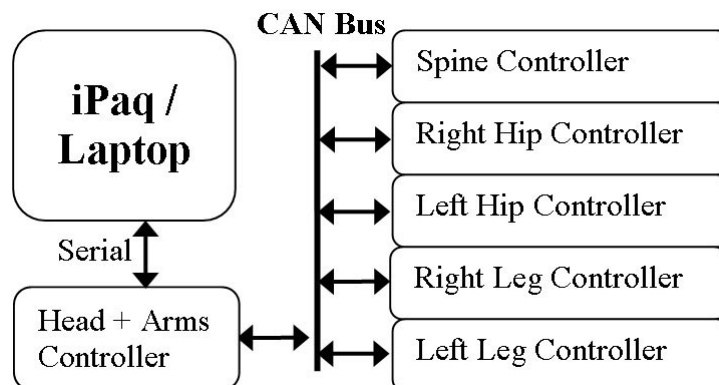 CAN Bus
iPaq /
Laptop
Serial
Head + Arms
Controller
Spine Controller
Right Hip Controller
Left Hip Controller
Right Leg Controller
Left Leg Controller